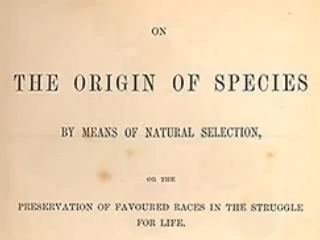 ON
THE ORIGIN OF SPECIES
BY MEANS OF NATURAL SELECTION,
OR THE
PRESERVATION OF FAVOURED RACES IN THE STRUGGLE
FOR LIFE.